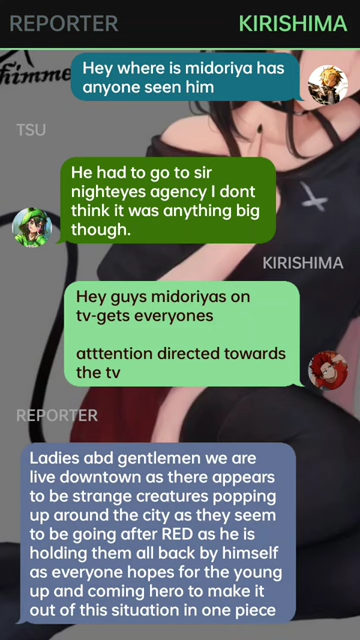 REPORTER
KIRISHIMA
himme
Hey where is midoriya has
anyone seen him
TSU
He had to go to sir
nighteyes agency I dont
think it was anything big
though.
KIRISHIMA
Hey guys midoriyas on
tv-gets everyones
atttention directed towards
the tv
REPORTER
Ladies abd gentlemen we are
live downtown as there appears
to be strange creatures popping
up around the city as they seem
to be going after RED as he is
holding them all back by himself
as everyone hopes for the young
up and coming hero to make it
out of this situation in one piece